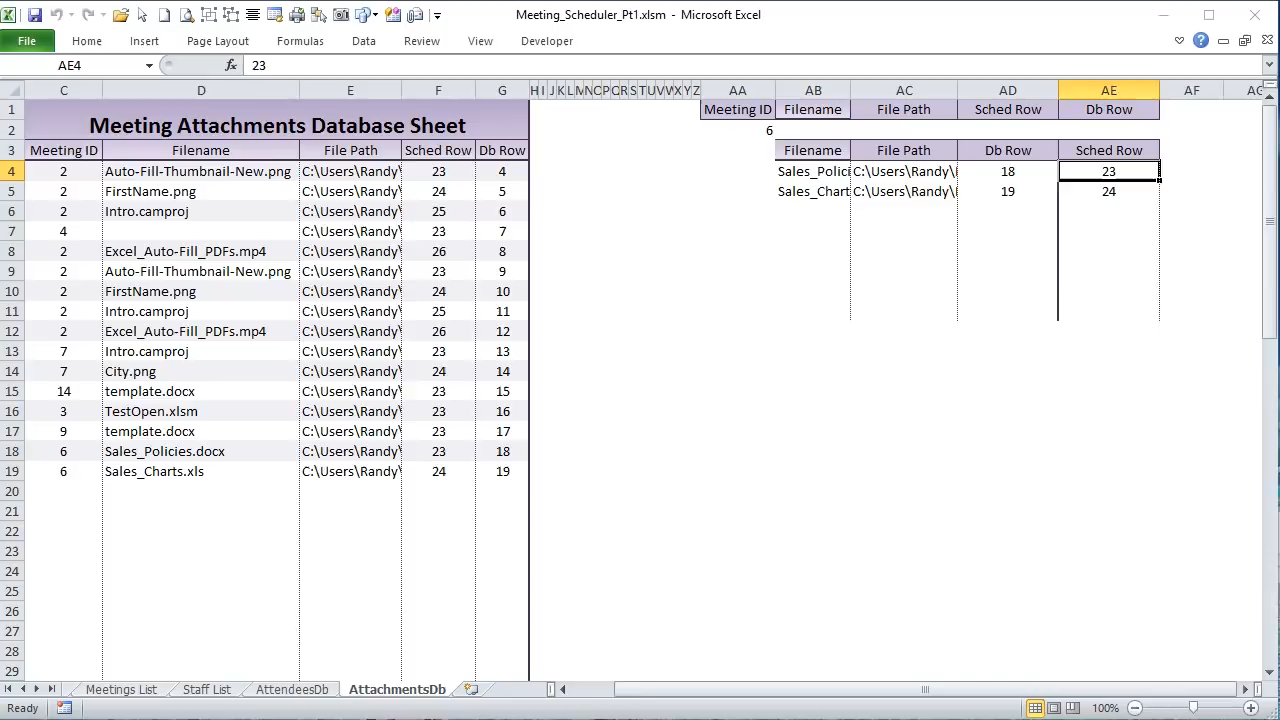 Meeting_Scheduler_Pt1.xlsm - Microsoft Excel
File Home Insert Page Layout Formulas Data Review View Developer
AE4 fx 23
C D E F G H I J K L M N O P Q R S T U V W X Y Z AA AB AC AD AE AF AG
1 Meeting ID Filename File Path Sched Row Db Row
Meeting Attachments Database Sheet
2 6
3 Meeting ID Filename File Path Sched Row Db Row Filename File Path Db Row Sched Row
4 2 Auto-Fill-Thumbnail-New.png C:\Users\Randy\ 23 4 Sales_Polici C:\Users\Randy\ 18 23
5 2 FirstName.png C:\Users\Randy\ 24 5 Sales_Chart C:\Users\Randy\ 19 24
6 2 Intro.camproj C:\Users\Randy\ 25 6
7 4 C:\Users\Randy\ 23 7
8 2 Excel_Auto-Fill_PDFs.mp4 C:\Users\Randy\ 26 8
9 2 Auto-Fill-Thumbnail-New.png C:\Users\Randy\ 23 9
10 2 FirstName.png C:\Users\Randy\ 24 10
11 2 Intro.camproj C:\Users\Randy\ 25 11
12 2 Excel_Auto-Fill_PDFs.mp4 C:\Users\Randy\ 26 12
13 7 Intro.camproj C:\Users\Randy\ 23 13
14 7 City.png C:\Users\Randy\ 24 14
15 14 template.docx C:\Users\Randy\ 23 15
16 3 TestOpen.xlsm C:\Users\Randy\ 23 16
17 9 template.docx C:\Users\Randy\ 23 17
18 6 Sales_Policies.docx C:\Users\Randy\ 23 18
19 6 Sales_Charts.xls C:\Users\Randy\ 24 19
20
21
22
23
24
25
26
27
28
29
Meetings List Staff List AttendeesDb AttachmentsDb
Ready 100%